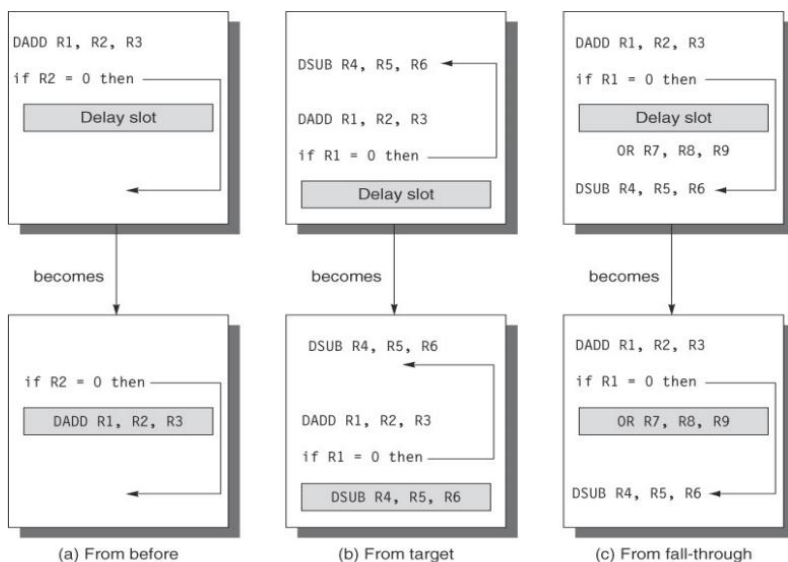 DADD R1, R2, R3
if R2 = 0 then
Delay slot
becomes
if R2 = 0 then
DADD R1, R2, R3
(a) From before
DSUB R4, R5, R6
DADD R1, R2, R3
if R1 = 0 then
Delay slot
becomes
DSUB R4, R5, R6
DADD R1, R2, R3
if R1 = 0 then
DSUB R4, R5, R6
(b) From target
DADD R1, R2, R3
if R1 = 0 then
Delay slot
OR R7, R8, R9
DSUB R4, R5, R6
becomes
DADD R1, R2, R3
if R1 = 0 then
OR R7, R8, R9
DSUB R4, R5, R6
(c) From fall-through